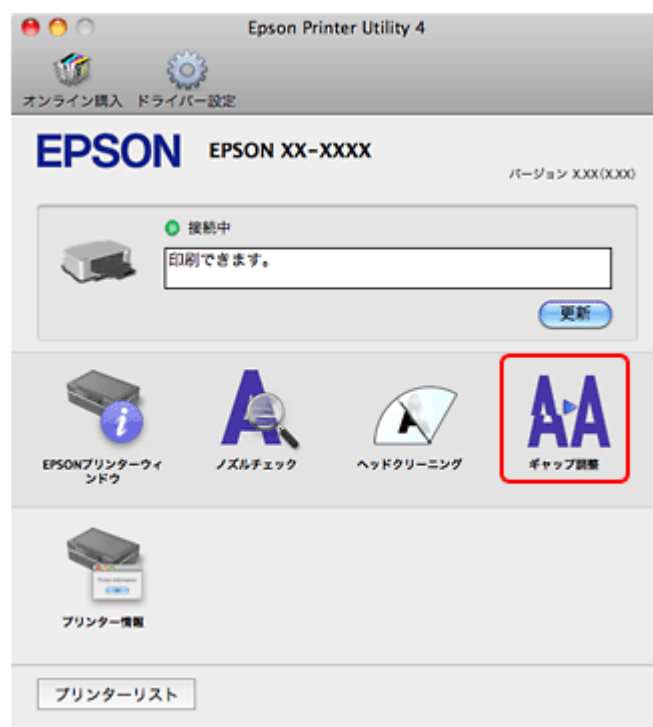 Epson Printer Utility 4
オンライン購入 ドライバー設定
EPSON EPSON XX-XXXX
バージョン X.XX(X.XX)
接続中
印刷できます。
更新
EPSONプリンターウィ
ンドウ
ノズルチェック
ヘッドクリーニング
ギャップ調整
プリンター情報
プリンターリスト